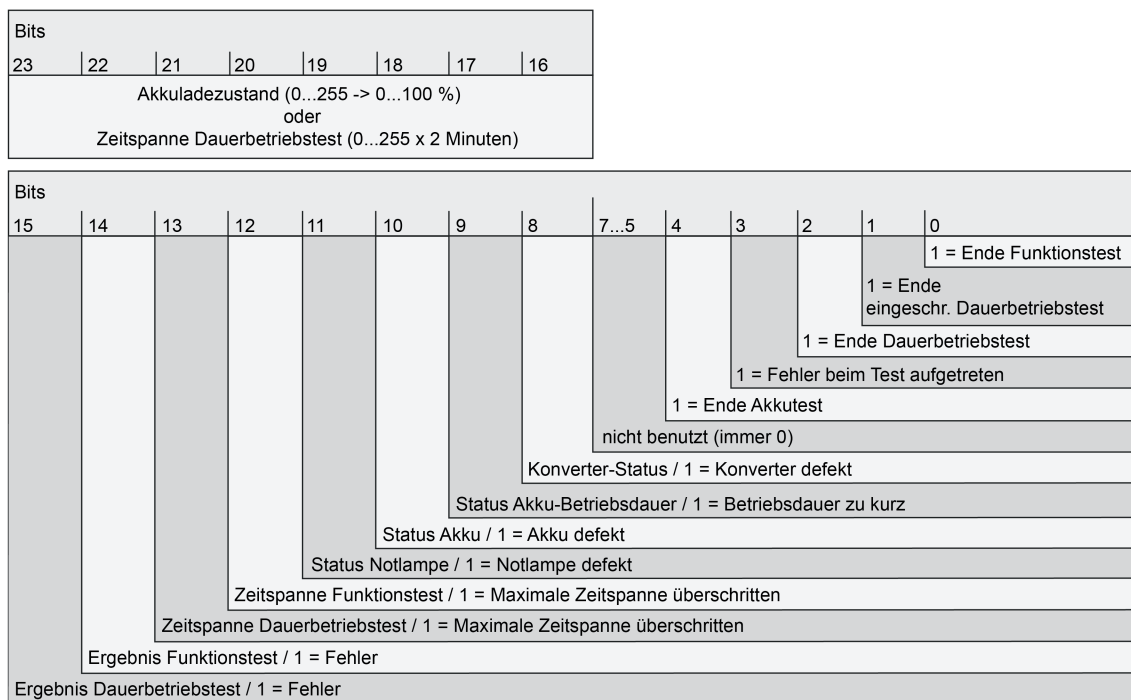 Bits
23 22 21 20 19 18 17 16
Akkuladezustand (0...255 -> 0...100 %)
oder
Zeitspanne Dauerbetriebstest (0...255 x 2 Minuten)
Bits
15 14 13 12 11 10 9 8 7...5 4 3 2 1 0
1 = Ende Funktionstest
1 = Ende
eingeschr. Dauerbetriebstest
1 = Ende Dauerbetriebstest
1 = Fehler beim Test aufgetreten
1 = Ende Akkutest
nicht benutzt (immer 0)
Konverter-Status / 1 = Konverter defekt
Status Akku-Betriebsdauer / 1 = Betriebsdauer zu kurz
Status Akku / 1 = Akku defekt
Status Notlampe / 1 = Notlampe defekt
Zeitspanne Funktionstest / 1 = Maximale Zeitspanne überschritten
Zeitspanne Dauerbetriebstest / 1 = Maximale Zeitspanne überschritten
Ergebnis Funktionstest / 1 = Fehler
Ergebnis Dauerbetriebstest / 1 = Fehler